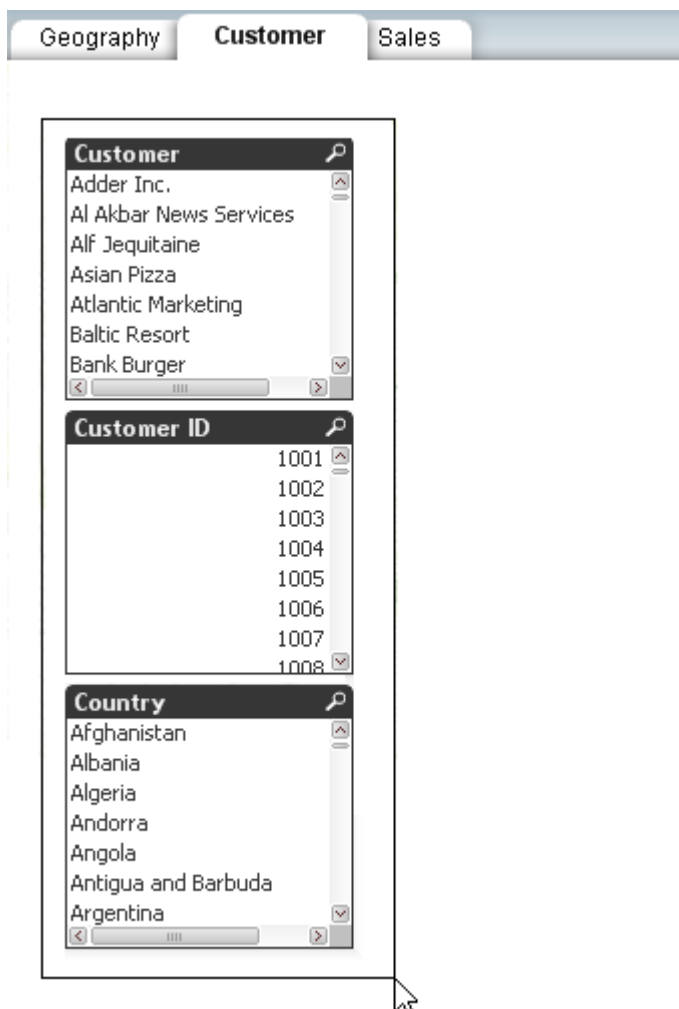 Geography Customer Sales
Customer
Adder Inc.
Al Akbar News Services
Alf Jequitaine
Asian Pizza
Atlantic Marketing
Baltic Resort
Bank Burger
Customer ID
1001
1002
1003
1004
1005
1006
1007
1008
Country
Afghanistan
Albania
Algeria
Andorra
Angola
Antigua and Barbuda
Argentina